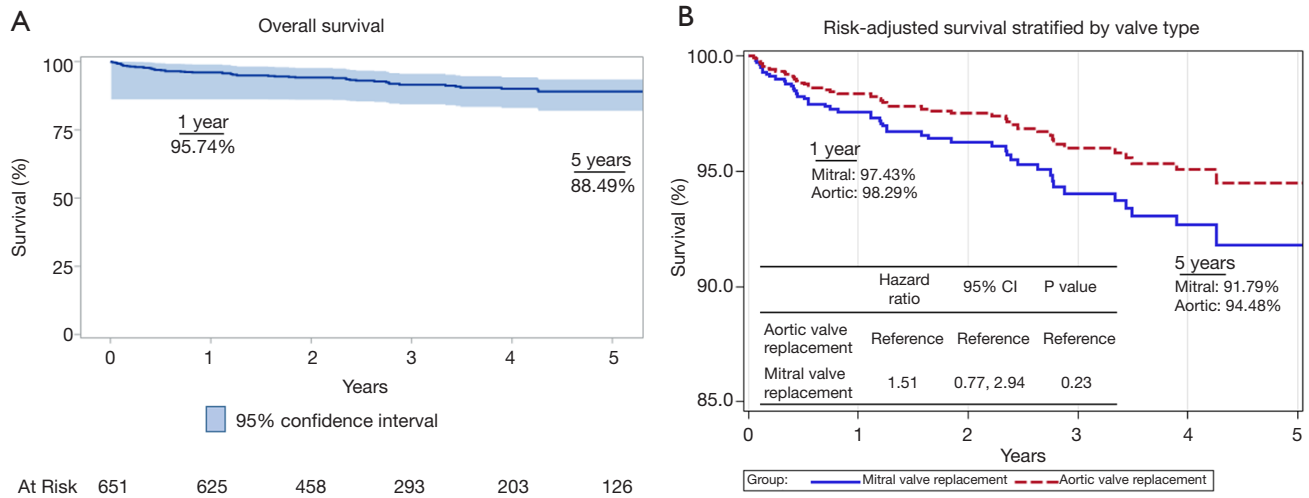 A
Overall survival
100
75
50
25
0
Survival (%)
1 year
95.74%
5 years
88.49%
0 1 2 3 4 5
Years
95% confidence interval
At Risk 651 625 458 293 203 126
B
Risk-adjusted survival stratified by valve type
100.0
95.0
90.0
85.0
Survival (%)
1 year
Mitral: 97.43%
Aortic: 98.29%
5 years
Mitral: 91.79%
Aortic: 94.48%
Hazard
ratio
95% CI
P value
Aortic valve
replacement
Reference Reference Reference
Mitral valve
replacement
1.51 0.77, 2.94 0.23
0 1 2 3 4 5
Years
Group: Mitral valve replacement Aortic valve replacement